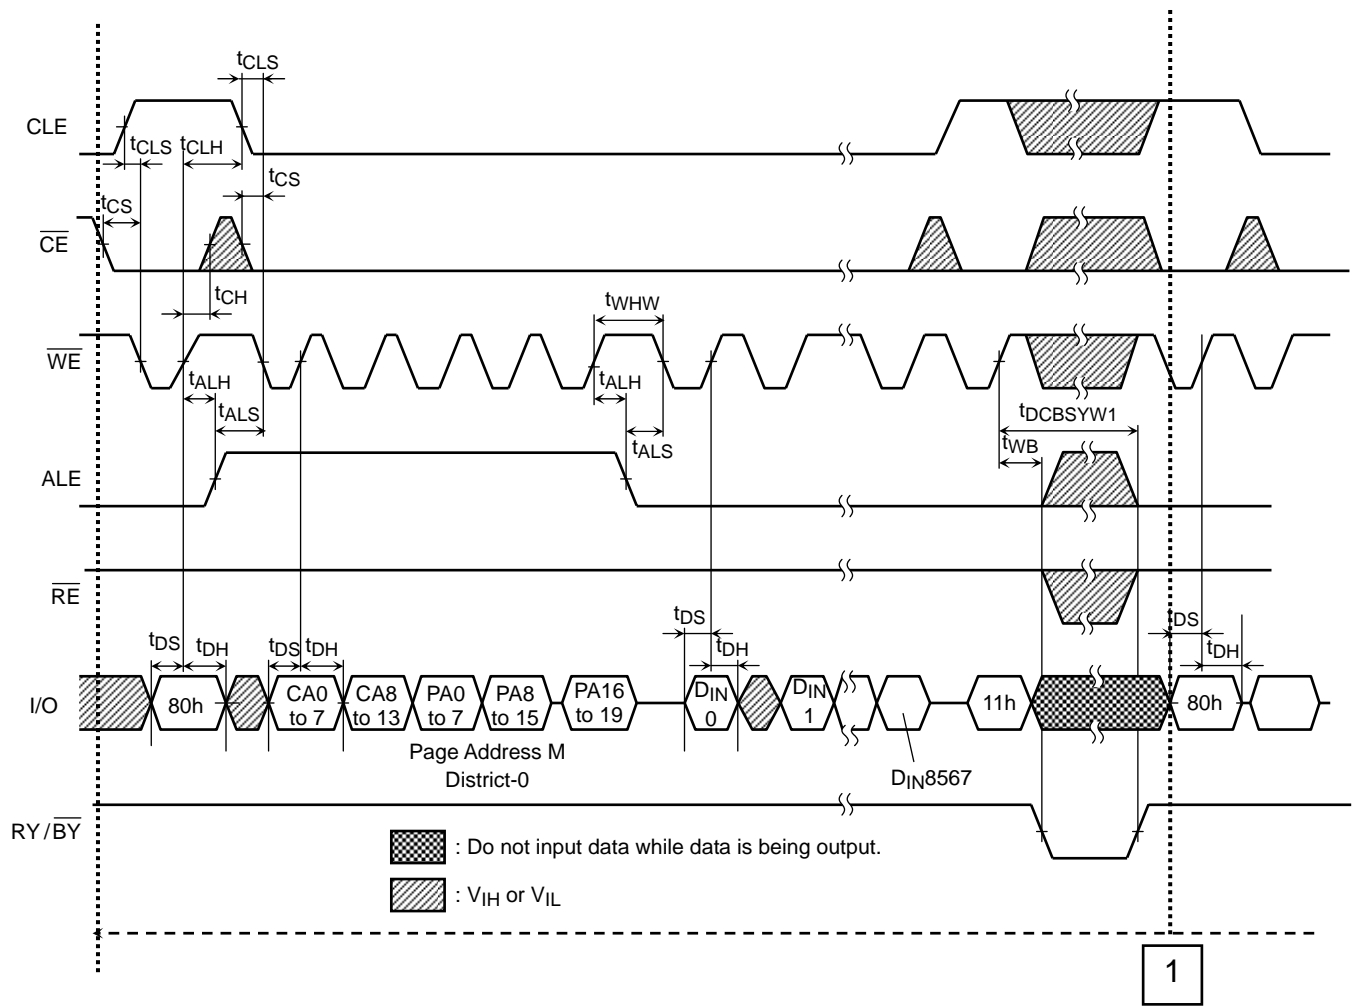 tCLS
CLE
tCLS
tCLH
tCS
tCS
CE
tCH
tWHW
WE
tALH
tALS
tALH
tALS
tDCBSYW1
tWB
ALE
RE
tDS
tDH
tDS
tDH
tDS
tDH
tDS
tDH
I/O
80h
CA0 to 7
CA8 to 13
PA0 to 7
PA8 to 15
PA16 to 19
DIN 0
DIN 1
11h
80h
Page Address M
District-0
DIN8567
RY/BY
: Do not input data while data is being output.
: VIH or VIL
1